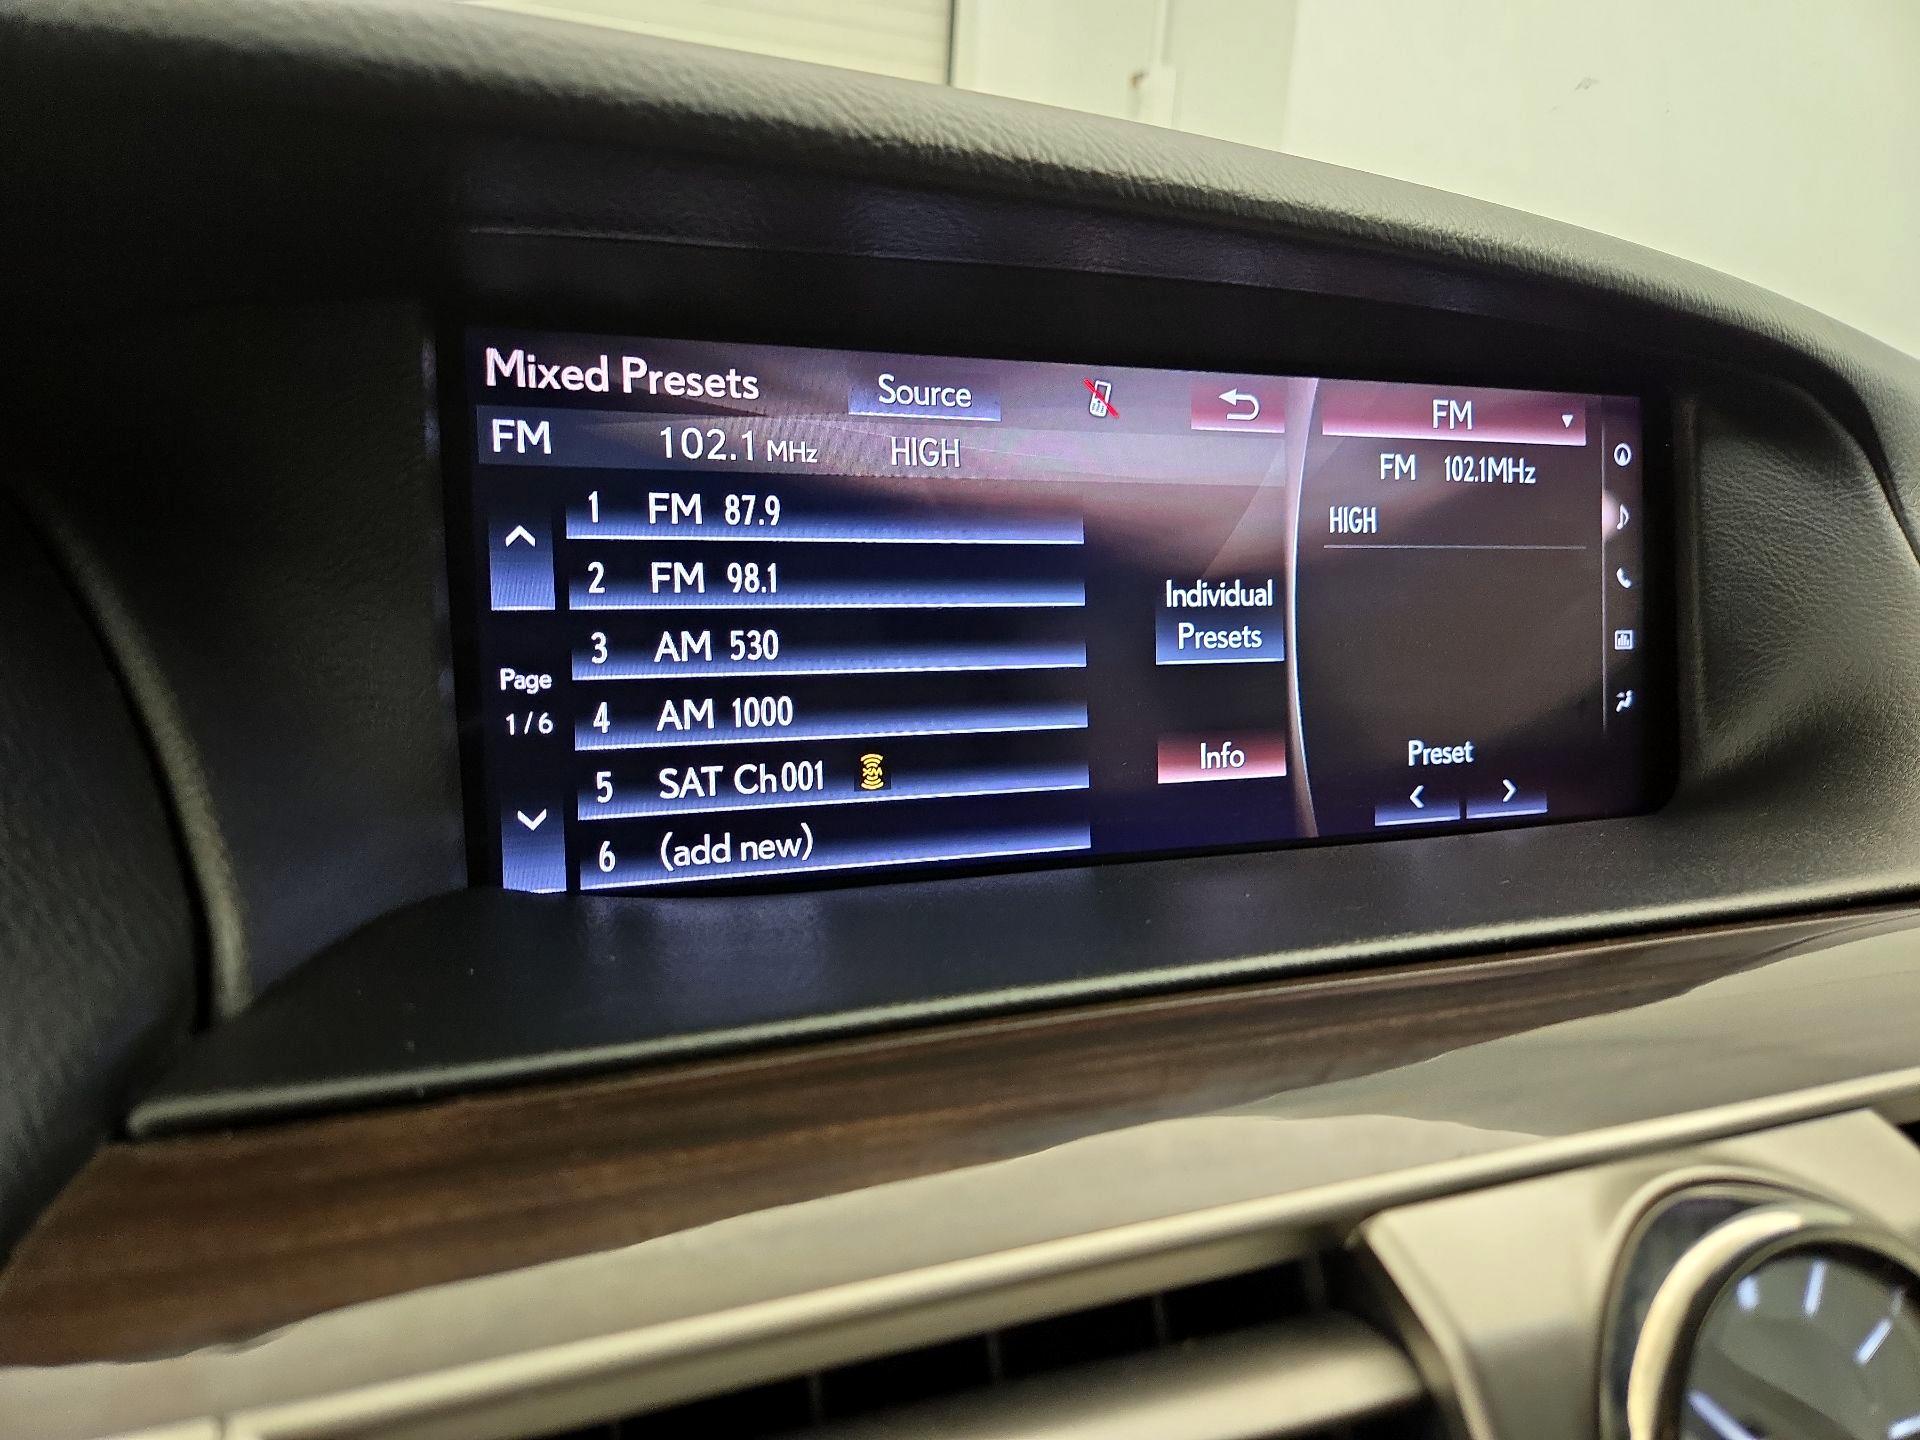 Mixed Presets Source
FM 102.1 MHz HIGH
1 FM 87.9
2 FM 98.1
3 AM 530
4 AM 1000
5 SAT Ch001 XM
6 (add new)
Page
1/6
Individual
Presets
Info
FM
FM 102.1MHz
HIGH
Preset